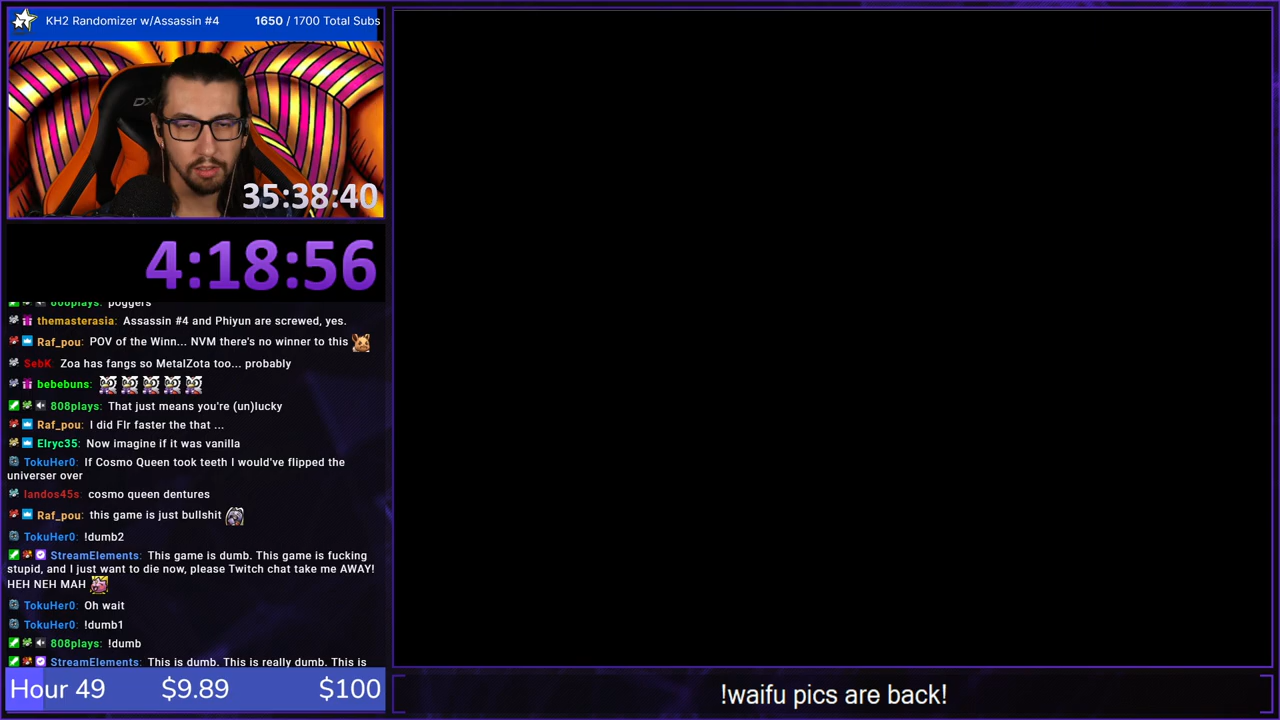 KH2 Randomizer w/Assassin #4 1650 / 1700 Total Subs
DX
35:38:40
4:18:56
808plays: poggers
themasterasia: Assassin #4 and Phiyun are screwed, yes.
Raf_pou: POV of the Winn... NVM there's no winner to this
SebK: Zoa has fangs so MetalZota too... probably
bebebuns:
808plays: That just means you're (un)lucky
Raf_pou: I did Flr faster the that ...
Elryc35: Now imagine if it was vanilla
TokuHer0: If Cosmo Queen took teeth I would've flipped the
universer over
landos45s: cosmo queen dentures
Raf_pou: this game is just bullshit
TokuHer0: !dumb2
StreamElements: This game is dumb. This game is fucking
stupid, and I just want to die now, please Twitch chat take me AWAY!
HEH NEH MAH
TokuHer0: Oh wait
TokuHer0: !dumb1
808plays: !dumb
StreamElements: This is dumb. This is really dumb. This is
Hour 49 $9.89 $100
!waifu pics are back!